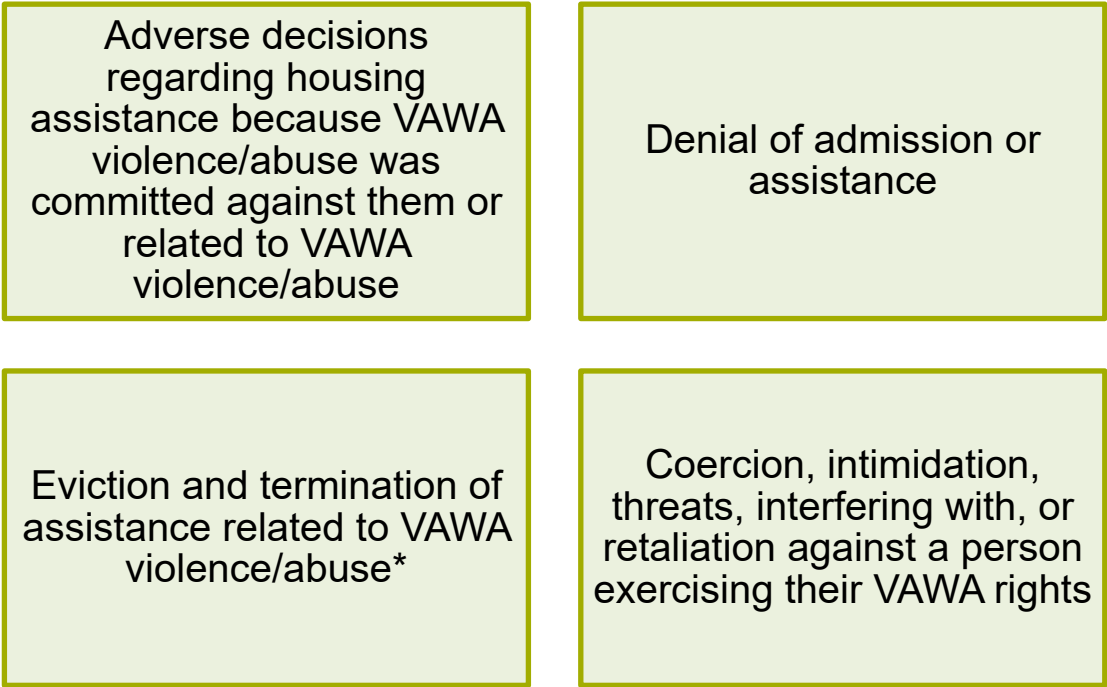 Adverse decisions
regarding housing
assistance because VAWA
violence/abuse was
committed against them or
related to VAWA
violence/abuse
Denial of admission or
assistance
Eviction and termination of
assistance related to VAWA
violence/abuse*
Coercion, intimidation,
threats, interfering with, or
retaliation against a person
exercising their VAWA rights